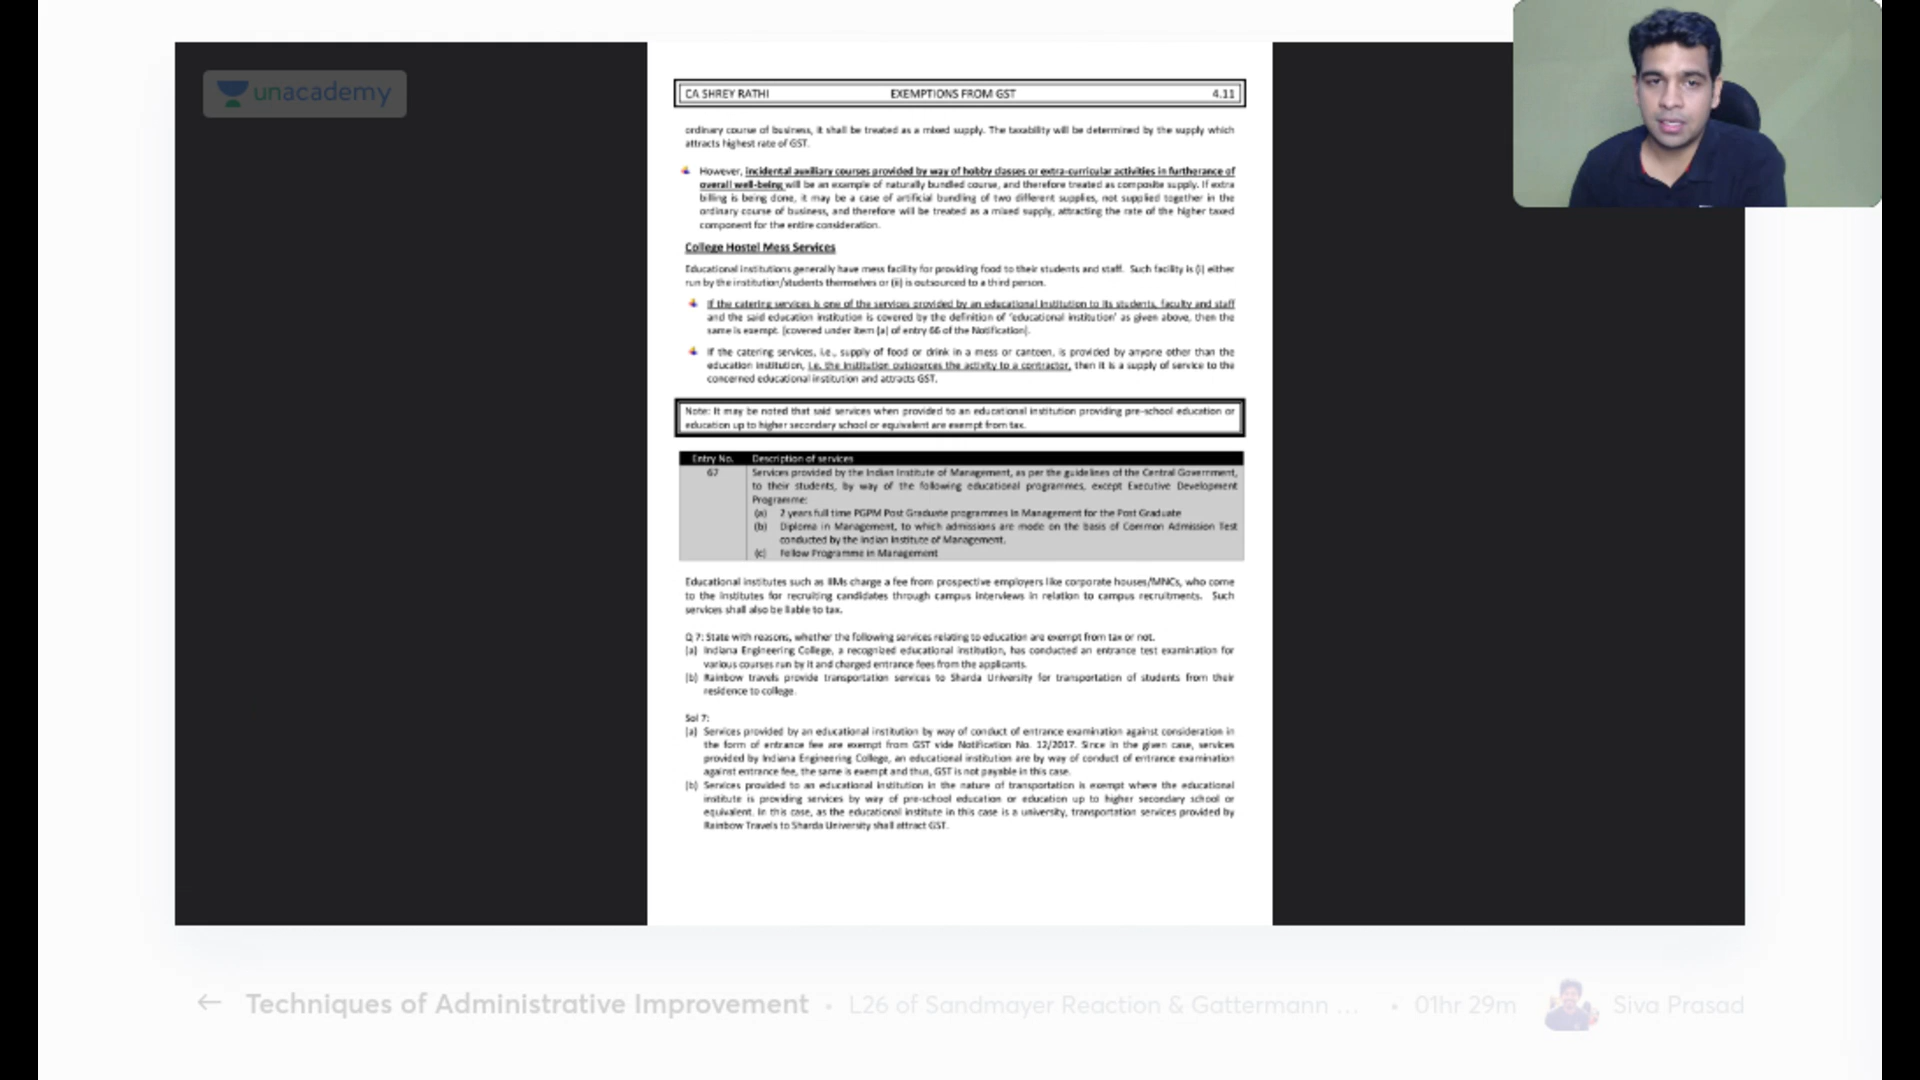 unacademy
CA SHREY RATHI EXEMPTIONS FROM GST 4.11
ordinary course of business, it shall be treated as a mixed supply. The taxability will be determined by the supply which
attracts highest rate of GST.
However, incidental auxiliary courses provided by way of hobby classes or extra-curricular activities in furtherance of
overall well-being will be an example of naturally bundled course, and therefore treated as composite supply. If extra
billing is being done, it may be a case of artificial bundling of two different supplies, not supplied together in the
ordinary course of business, and therefore will be treated as a mixed supply, attracting the rate of the higher taxed
component for the entire consideration.
College Hostel Mess Services
Educational institutions generally have mess facility for providing food to their students and staff. Such facility is (i) either
run by the institution/students themselves or (ii) is outsourced to a third person.
If the catering services is one of the services provided by an educational institution to its students, faculty and staff
and the said education institution is covered by the definition of 'educational institution' as given above, then the
same is exempt. [covered under item (a) of entry 66 of the Notification].
If the catering services, i.e., supply of food or drink in a mess or canteen, is provided by anyone other than the
education institution, i.e. the institution outsources the activity to a contractor, then it is a supply of service to the
concerned educational institution and attracts GST.
Note: It may be noted that said services when provided to an educational institution providing pre-school education or
education up to higher secondary school or equivalent are exempt from tax.
Entry No. Description of services
67 Services provided by the Indian Institute of Management, as per the guidelines of the Central Government,
to their students, by way of the following educational programmes, except Executive Development
Programme:
(a) 2 years full time PGPM Post Graduate programmes in Management for the Post Graduate
(b) Diploma in Management, to which admissions are mode on the basis of Common Admission Test
conducted by the Indian Institute of Management.
(c) Fellow Programme in Management
Educational institutes such as IIMs charge a fee from prospective employers like corporate houses/MNCs, who come
to the institutes for recruiting candidates through campus interviews in relation to campus recruitments. Such
services shall also be liable to tax.
Q 7: State with reasons, whether the following services relating to education are exempt from tax or not.
(a) Indiana Engineering College, a recognized educational institution, has conducted an entrance test examination for
various courses run by it and charged entrance fees from the applicants.
(b) Rainbow travels provide transportation services to Sharda University for transportation of students from their
residence to college.
Sol 7:
(a) Services provided by an educational institution by way of conduct of entrance examination against consideration in
the form of entrance fee are exempt from GST vide Notification No. 12/2017. Since in the given case, services
provided by Indiana Engineering College, an educational institution are by way of conduct of entrance examination
against entrance fee, the same is exempt and thus, GST is not payable in this case.
(b) Services provided to an educational institution in the nature of transportation is exempt where the educational
institute is providing services by way of pre-school education or education up to higher secondary school or
equivalent. In this case, as the educational institute in this case is a university, transportation services provided by
Rainbow Travels to Sharda University shall attract GST.
Techniques of Administrative Improvement • L26 of Sandmayer Reaction & Gattermann ... • 01hr 29m Siva Prasad